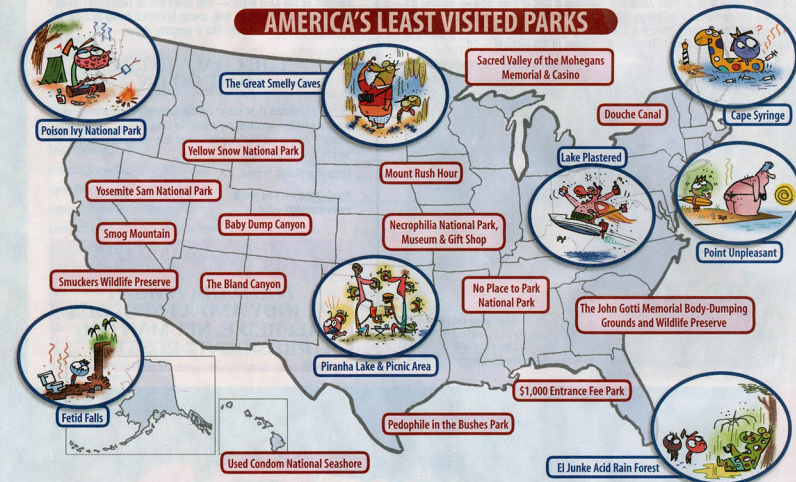 AMERICA'S LEAST VISITED PARKS
Sacred Valley of the Mohegans
Memorial & Casino
The Great Smelly Caves
Poison Ivy National Park
Douche Canal
Cape Syringe
Yellow Snow National Park
Lake Plastered
Mount Rush Hour
Yosemite Sam National Park
Baby Dump Canyon
Necrophilia National Park,
Museum & Gift Shop
Smog Mountain
Point Unpleasant
Smuckers Wildlife Preserve
The Bland Canyon
No Place to Park
National Park
The John Gotti Memorial Body-Dumping
Grounds and Wildlife Preserve
Piranha Lake & Picnic Area
$1,000 Entrance Fee Park
Fetid Falls
Pedophile in the Bushes Park
Used Condom National Seashore
El Junke Acid Rain Forest